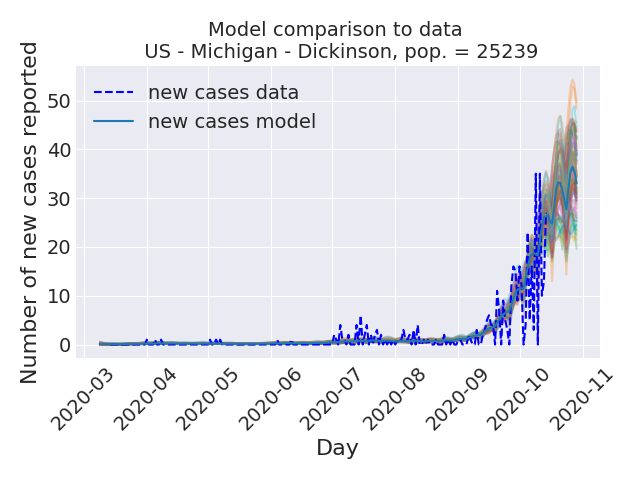 Model comparison to data
US - Michigan - Dickinson, pop. = 25239
Number of new cases reported
50
40
30
20
10
0
new cases data
new cases model
2020-03
2020-04
2020-05
2020-06
2020-07
2020-08
2020-09
2020-10
2020-11
Day